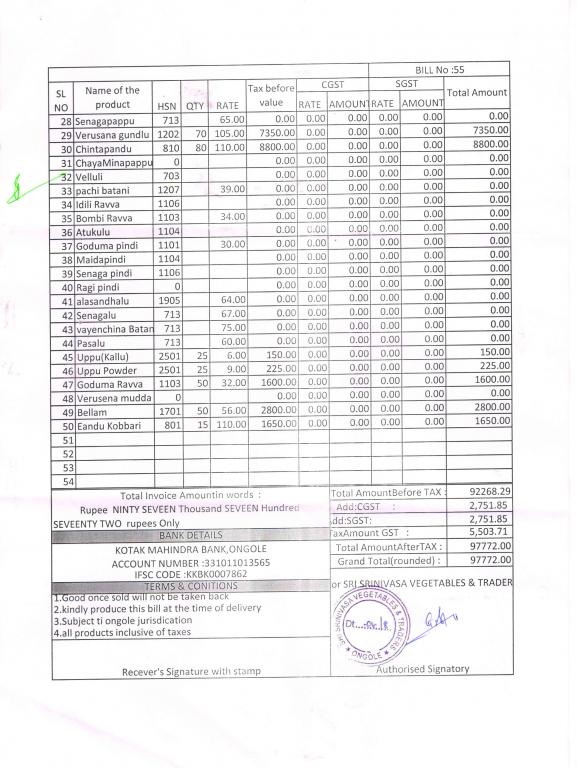 BILL No :55
SL NO Name of the product HSN QTY RATE Tax before value CGST RATE AMOUNT SGST RATE AMOUNT Total Amount
28 Senagapappu 713 65.00 0.00 0.00 0.00 0.00 0.00 0.00
29 Verusana gundlu 1202 70 105.00 7350.00 0.00 0.00 0.00 0.00 7350.00
30 Chintapandu 810 80 110.00 8800.00 0.00 0.00 0.00 0.00 8800.00
31 ChayaMinapappu 0 0.00 0.00 0.00 0.00 0.00 0.00
32 Velluli 703 0.00 0.00 0.00 0.00 0.00 0.00
33 pachi batani 1207 39.00 0.00 0.00 0.00 0.00 0.00 0.00
34 Idili Ravva 1106 0.00 0.00 0.00 0.00 0.00 0.00
35 Bombi Ravva 1103 34.00 0.00 0.00 0.00 0.00 0.00 0.00
36 Atukulu 1104 0.00 0.00 0.00 0.00 0.00 0.00
37 Goduma pindi 1101 30.00 0.00 0.00 0.00 0.00 0.00 0.00
38 Maidapindi 1104 0.00 0.00 0.00 0.00 0.00 0.00
39 Senaga pindi 1106 0.00 0.00 0.00 0.00 0.00 0.00
40 Ragi pindi 0 0.00 0.00 0.00 0.00 0.00 0.00
41 alasandhalu 1905 64.00 0.00 0.00 0.00 0.00 0.00 0.00
42 Senagalu 713 67.00 0.00 0.00 0.00 0.00 0.00 0.00
43 vayenchina Batan 713 75.00 0.00 0.00 0.00 0.00 0.00 0.00
44 Pasalu 713 60.00 0.00 0.00 0.00 0.00 0.00 0.00
45 Uppu(Kallu) 2501 25 6.00 150.00 0.00 0.00 0.00 0.00 150.00
46 Uppu Powder 2501 25 9.00 225.00 0.00 0.00 0.00 0.00 225.00
47 Goduma Ravva 1103 50 32.00 1600.00 0.00 0.00 0.00 0.00 1600.00
48 Verusena mudda 0 0.00 0.00 0.00 0.00 0.00 0.00
49 Bellam 1701 50 56.00 2800.00 0.00 0.00 0.00 0.00 2800.00
50 Eandu Kobbari 801 15 110.00 1650.00 0.00 0.00 0.00 0.00 1650.00
51
52
53
54
Total Invoice Amountin words :
Rupee NINTY SEVEEN Thousand SEVEEN Hundred
SEVEENTY TWO rupees Only
Total AmountBefore TAX : 92268.29
Add:CGST : 2,751.85
dd:SGST: 2,751.85
TaxAmount GST : 5,503.71
Total AmountAfterTAX : 97772.00
Grand Total(rounded) : 97772.00
BANK DETAILS
KOTAK MAHINDRA BANK,ONGOLE
ACCOUNT NUMBER :331011013565
IFSC CODE :KKBK0007862
TERMS & CONITIONS
1.Good once sold will not be taken back
2.kindly produce this bill at the time of delivery
3.Subject ti ongole jurisdication
4.all products inclusive of taxes
Recever's Signature with stamp
or SRI SRINIVASA VEGETABLES & TRADER
SRI SRINIVASA VEGETABLES & TRADERS
ONGOLE
Authorised Signatory